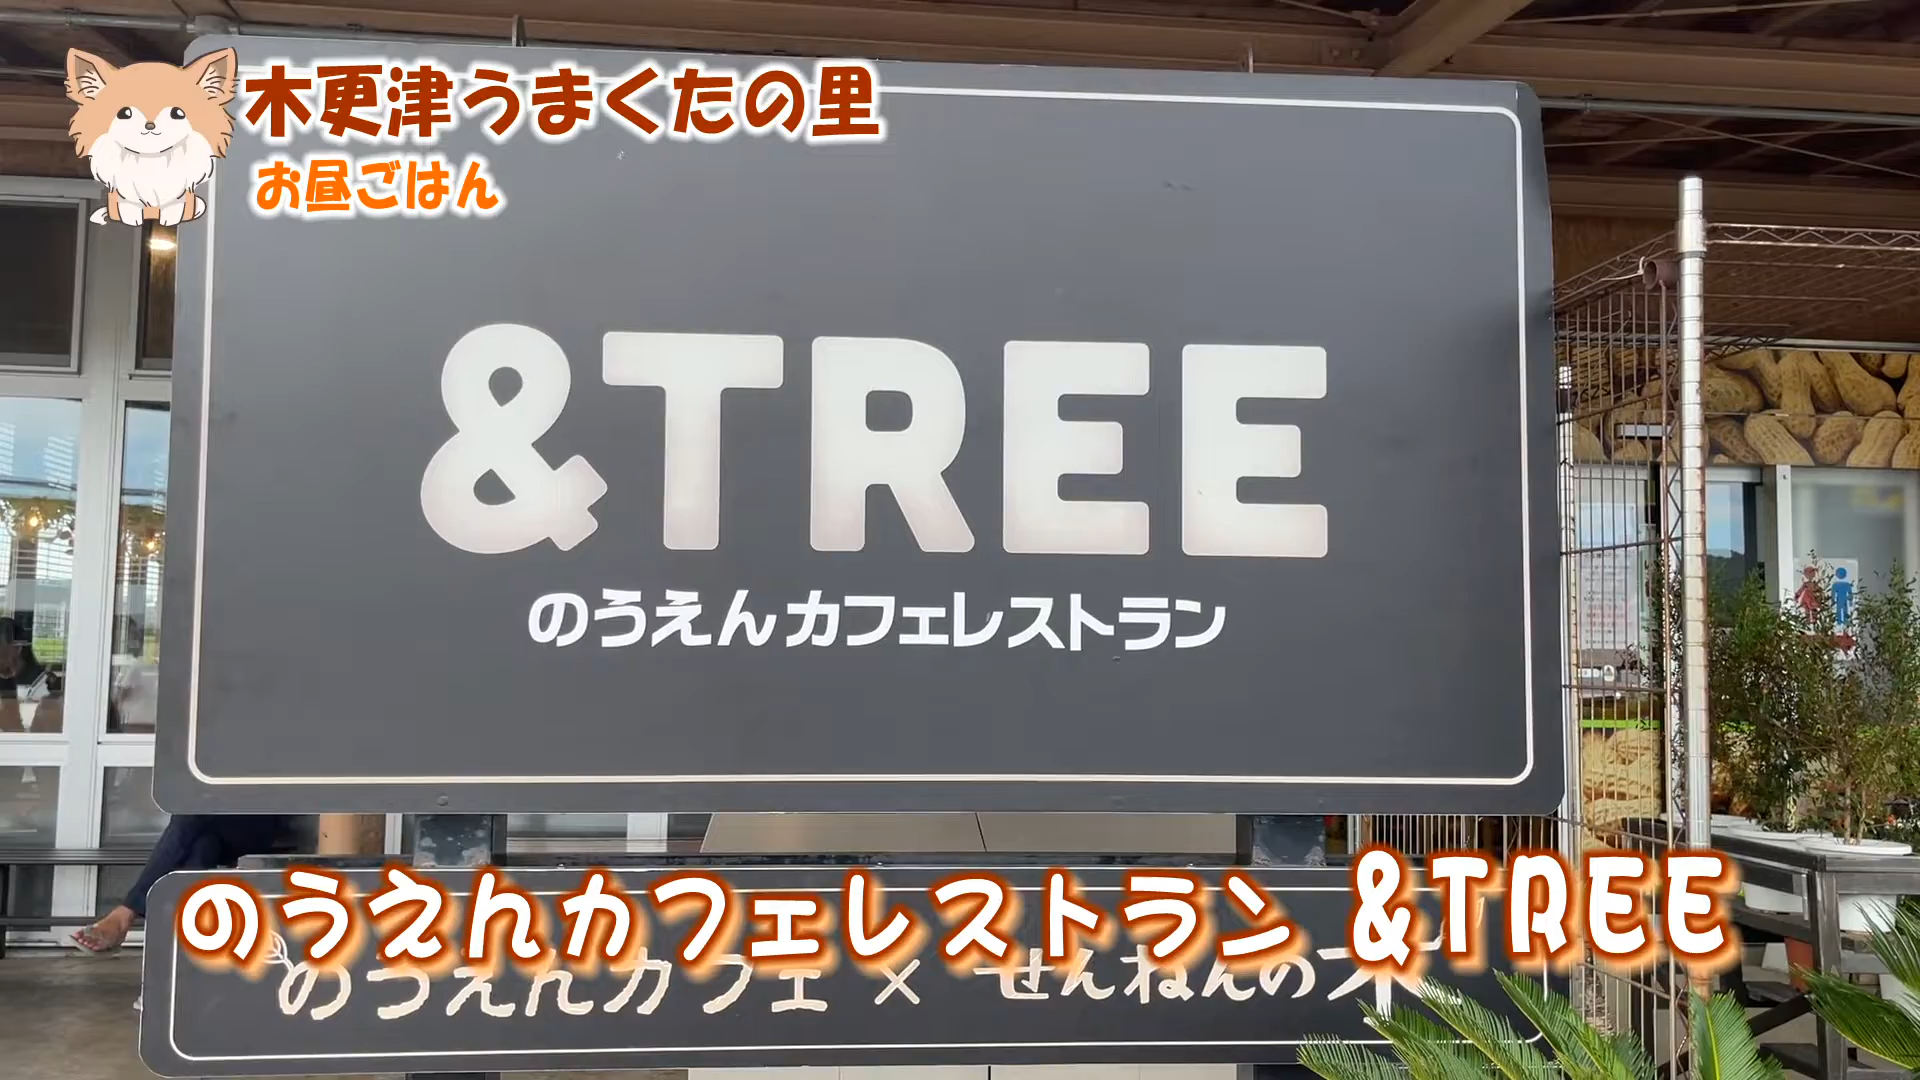 木更津うまくたの里
お昼ごはん
&TREE
のうえんカフェレストラン
のうえんカフェレストラン &TREE
のうえんカフェ × せんねんの木